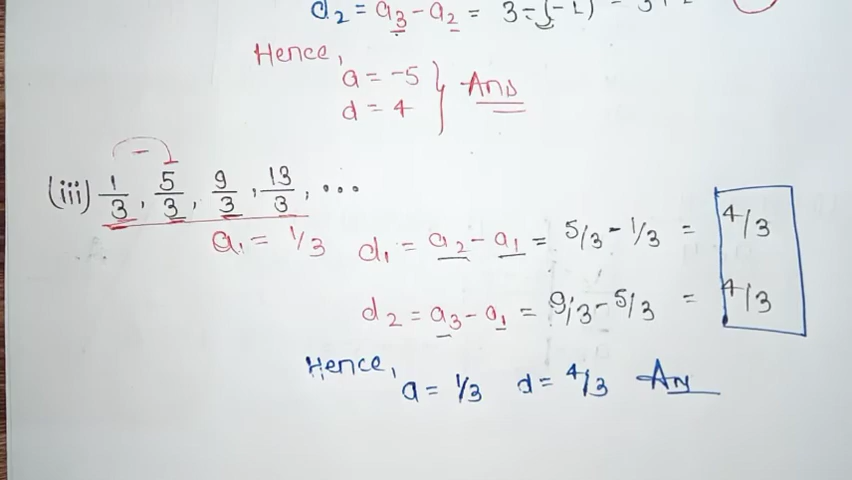 d₂ = a₃ - a₂ = 3 - (-1) =
Hence,
a = -5
d = 4 } Ans
(iii) 1/3, 5/3, 9/3, 13/3, ...
a₁ = 1/3
d₁ = a₂ - a₁ = 5/3 - 1/3 = 4/3
d₂ = a₃ - a₁ = 9/3 - 5/3 = 4/3
Hence,
a = 1/3 d = 4/3 Ans